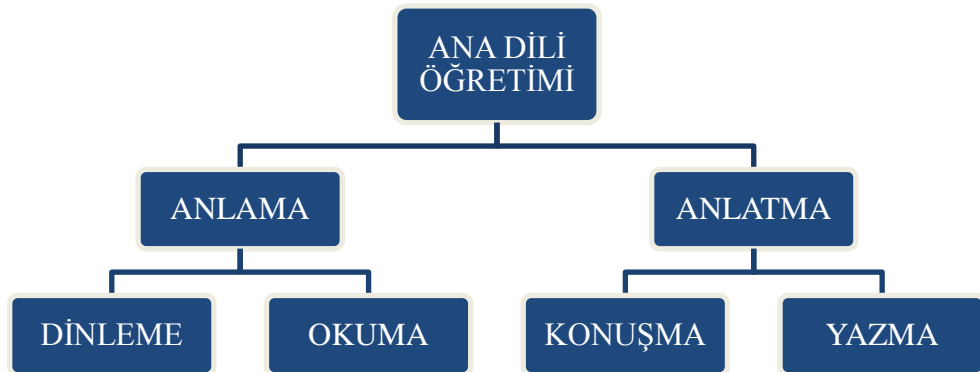 ANA DİLİ
ÖĞRETİMİ
ANLAMA
ANLATMA
DİNLEME
OKUMA
KONUŞMA
YAZMA